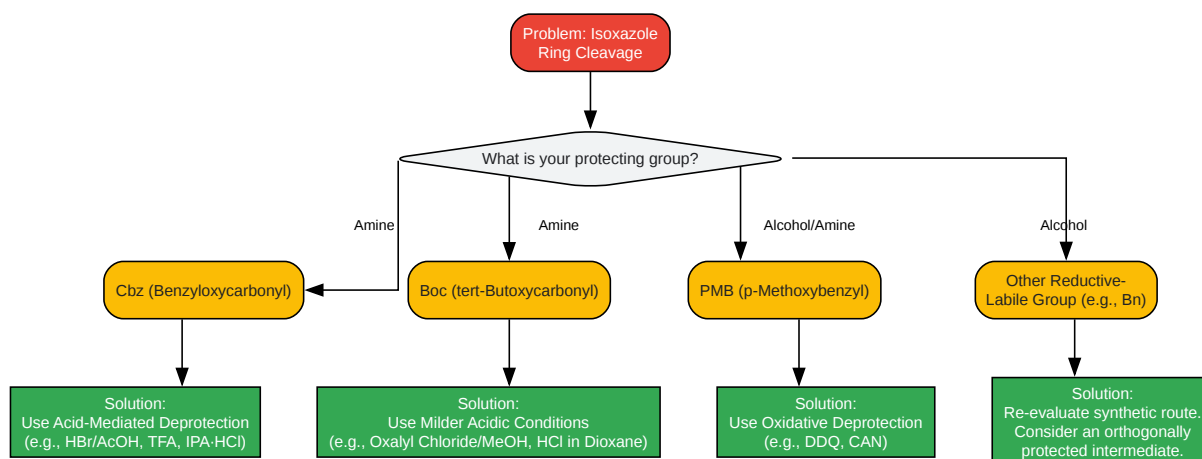 Problem: Isoxazole
Ring Cleavage
What is your protecting group?
Amine
Amine
Alcohol/Amine
Alcohol
Cbz (Benzyloxycarbonyl)
Boc (tert-Butoxycarbonyl)
PMB (p-Methoxybenzyl)
Other Reductive-
Labile Group (e.g., Bn)
Solution:
Use Acid-Mediated Deprotection
(e.g., HBr/AcOH, TFA, IPA·HCl)
Solution:
Use Milder Acidic Conditions
(e.g., Oxalyl Chloride/MeOH, HCl in Dioxane)
Solution:
Use Oxidative Deprotection
(e.g., DDQ, CAN)
Solution:
Re-evaluate synthetic route.
Consider an orthogonally
protected intermediate.